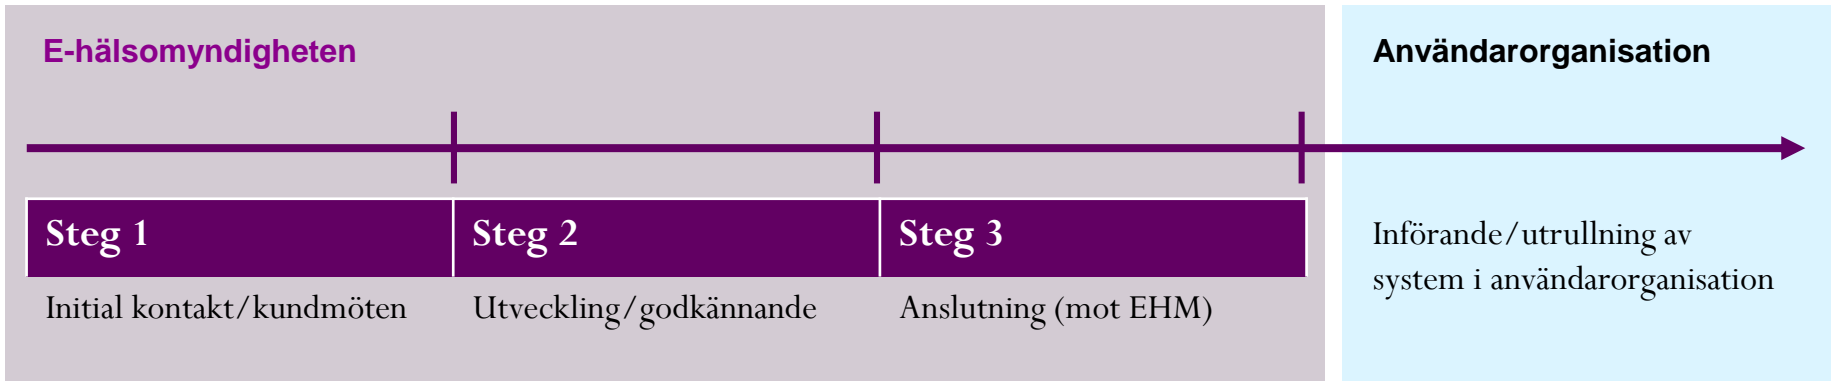 E-hälsomyndigheten
Användarorganisation
Steg 1
Steg 2
Steg 3
Initial kontakt/kundmöten
Utveckling/godkännande
Anslutning (mot EHM)
Införande/utrullning av
system i användarorganisation